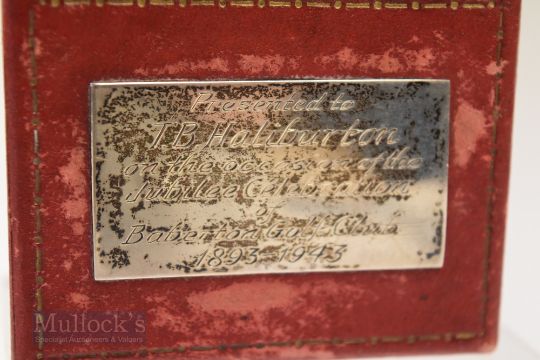 Presented to
J B Haliburton
on the occasion of the
Jubilee Celebration
of
Baberton Golf Club
1893-1943
Mullock's
Specialist Auctioneers & Valuers